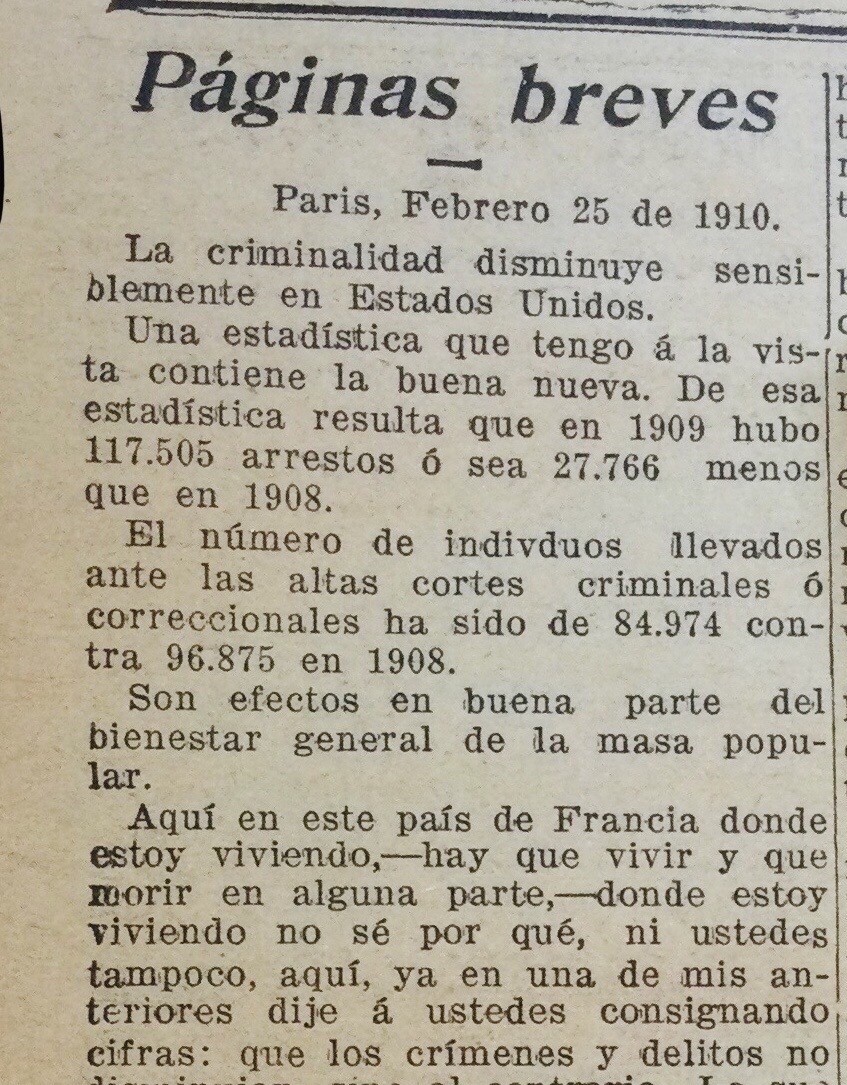 Páginas breves
Paris, Febrero 25 de 1910.
La criminalidad disminuye sensi-
blemente en Estados Unidos.
Una estadística que tengo á la vis-
ta contiene la buena nueva. De esa
estadística resulta que en 1909 hubo
117.505 arrestos ó sea 27.766 menos
que en 1908.
El número de indivduos llevados
ante las altas cortes criminales ó
correccionales ha sido de 84.974 con-
tra 96.875 en 1908.
Son efectos en buena parte del
bienestar general de la masa popu-
lar.
Aquí en este país de Francia donde
estoy viviendo,—hay que vivir y que
morir en alguna parte,—donde estoy
viviendo no sé por qué, ni ustedes
tampoco, aquí, ya en una de mis an-
teriores dije á ustedes consignando
cifras: que los crímenes y delitos no